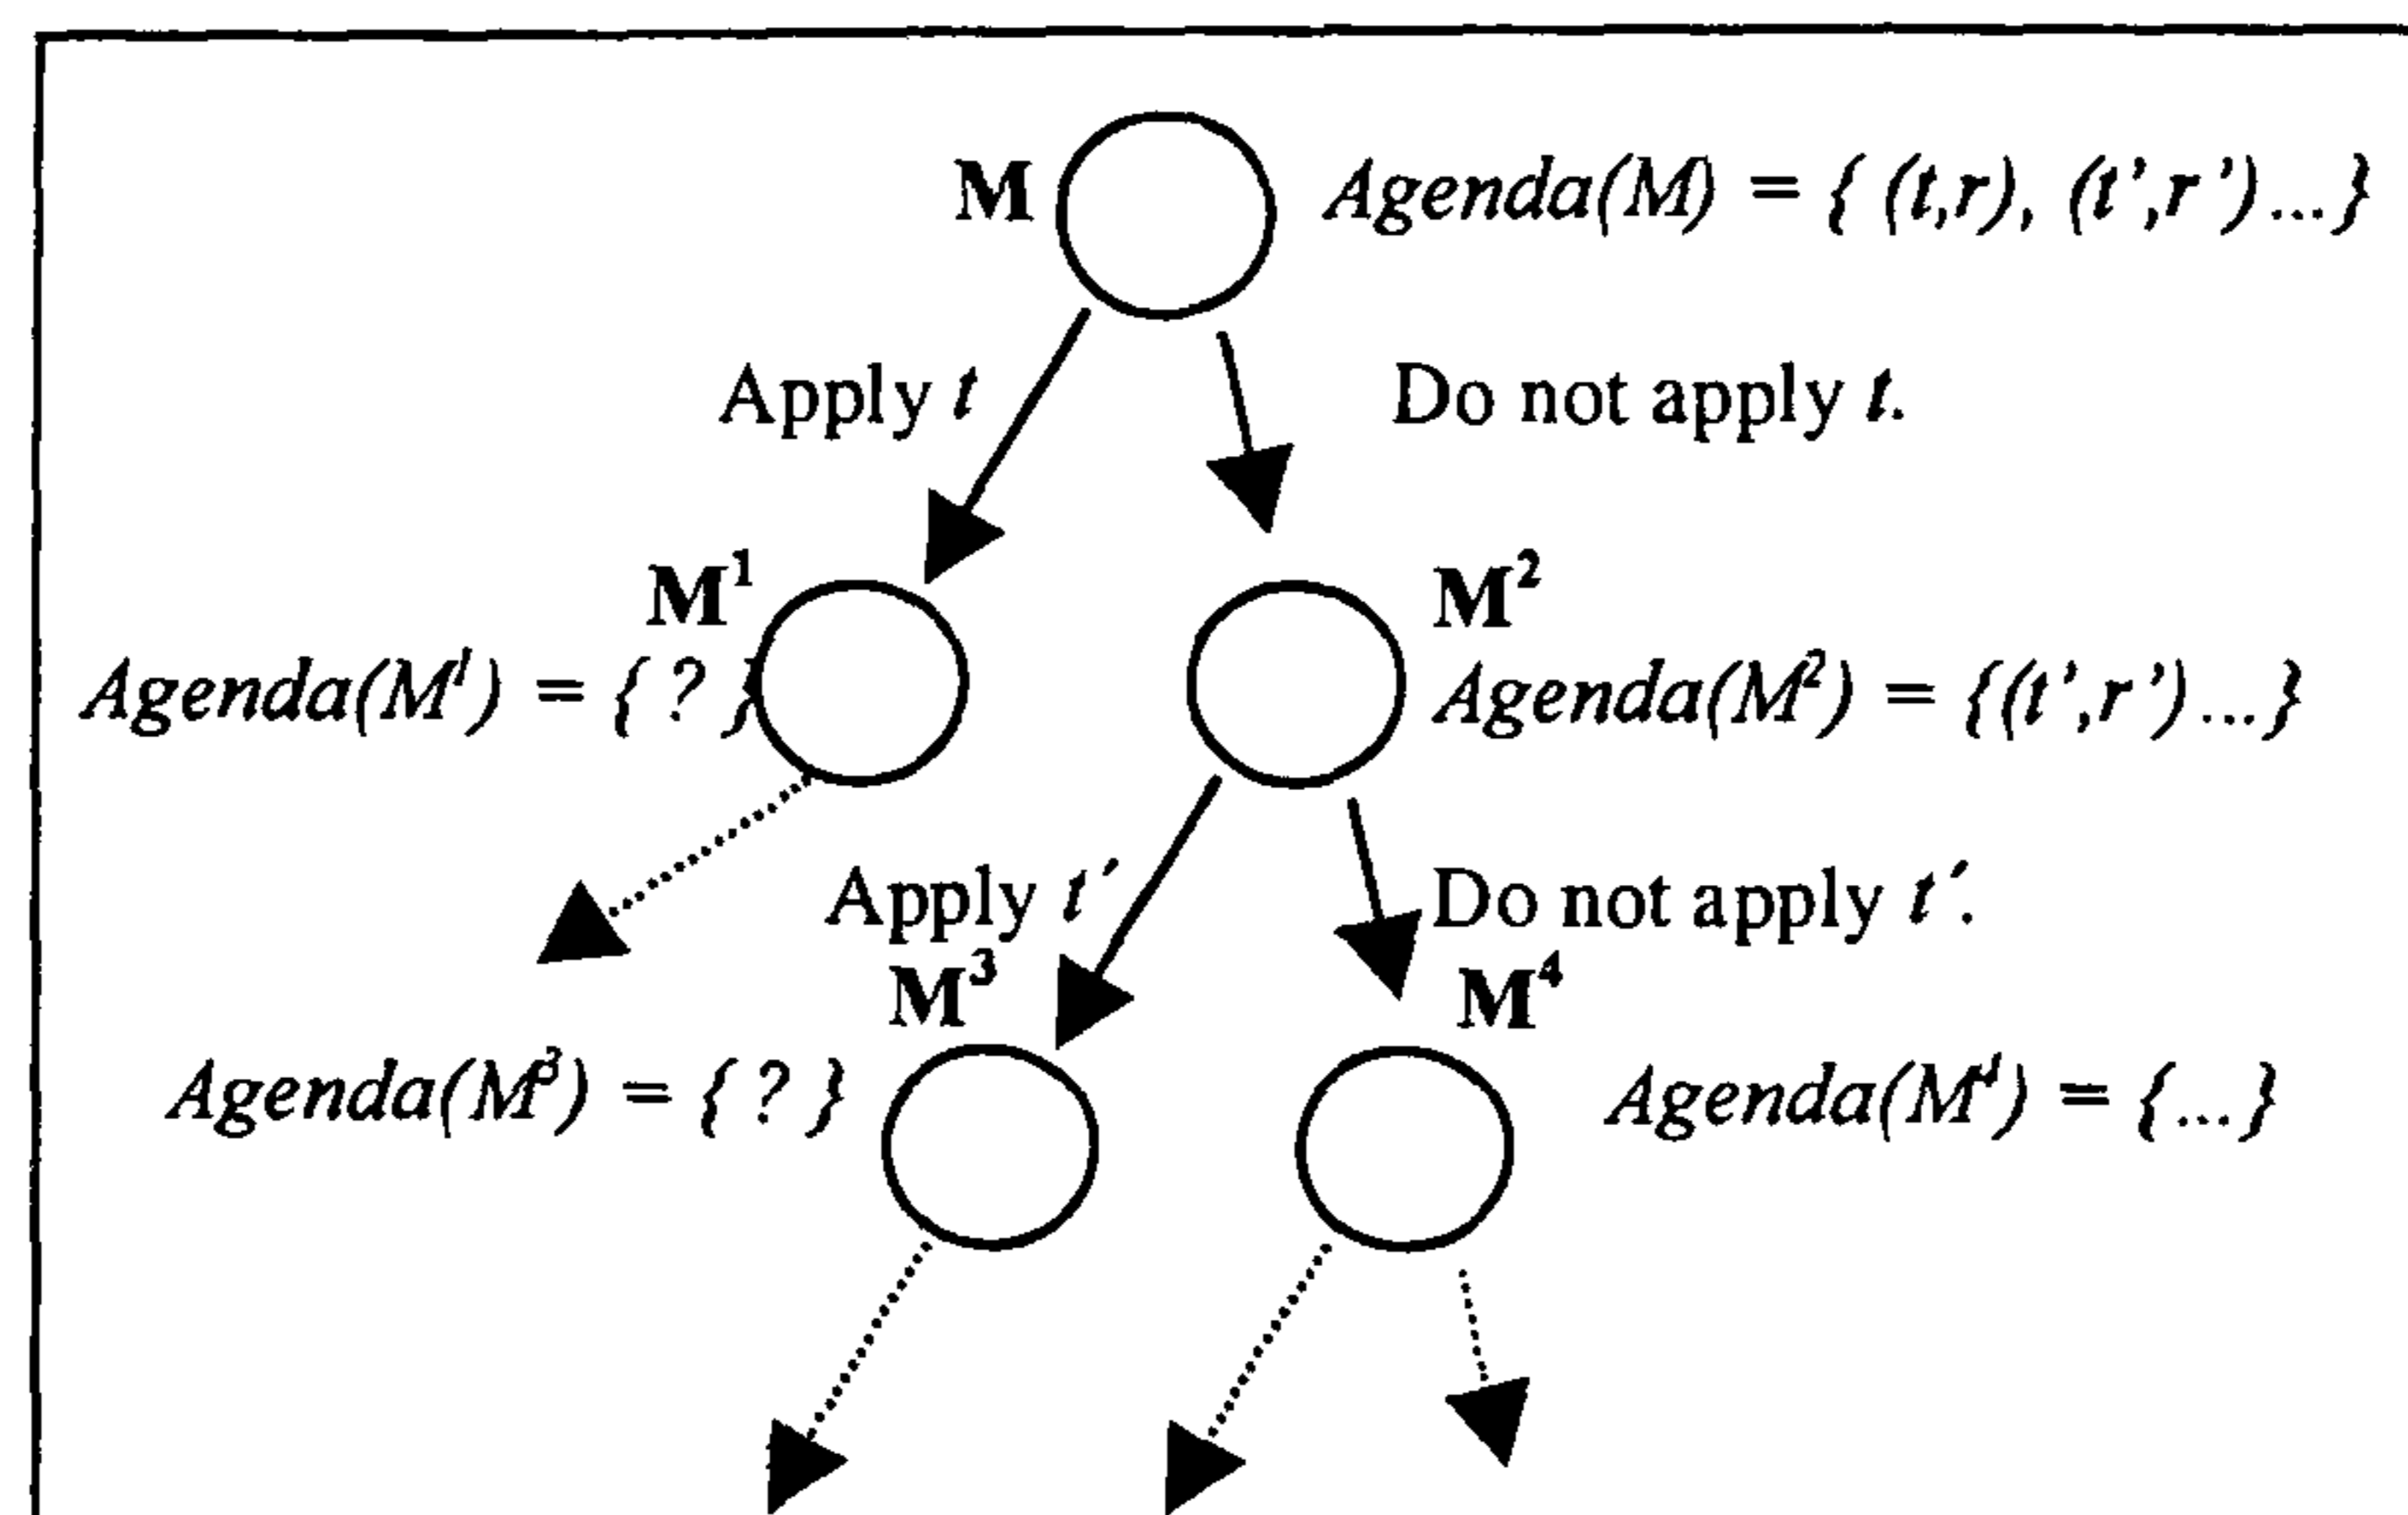 M Agenda(M) = { (t,r), (t',r')...}
Apply t Do not apply t.
M¹ M²
Agenda(M¹) = { ? } Agenda(M²) = {(t',r')...}
Apply t′ Do not apply t′.
M³ M⁴
Agenda(M³) = { ? } Agenda(M⁴) = {...}